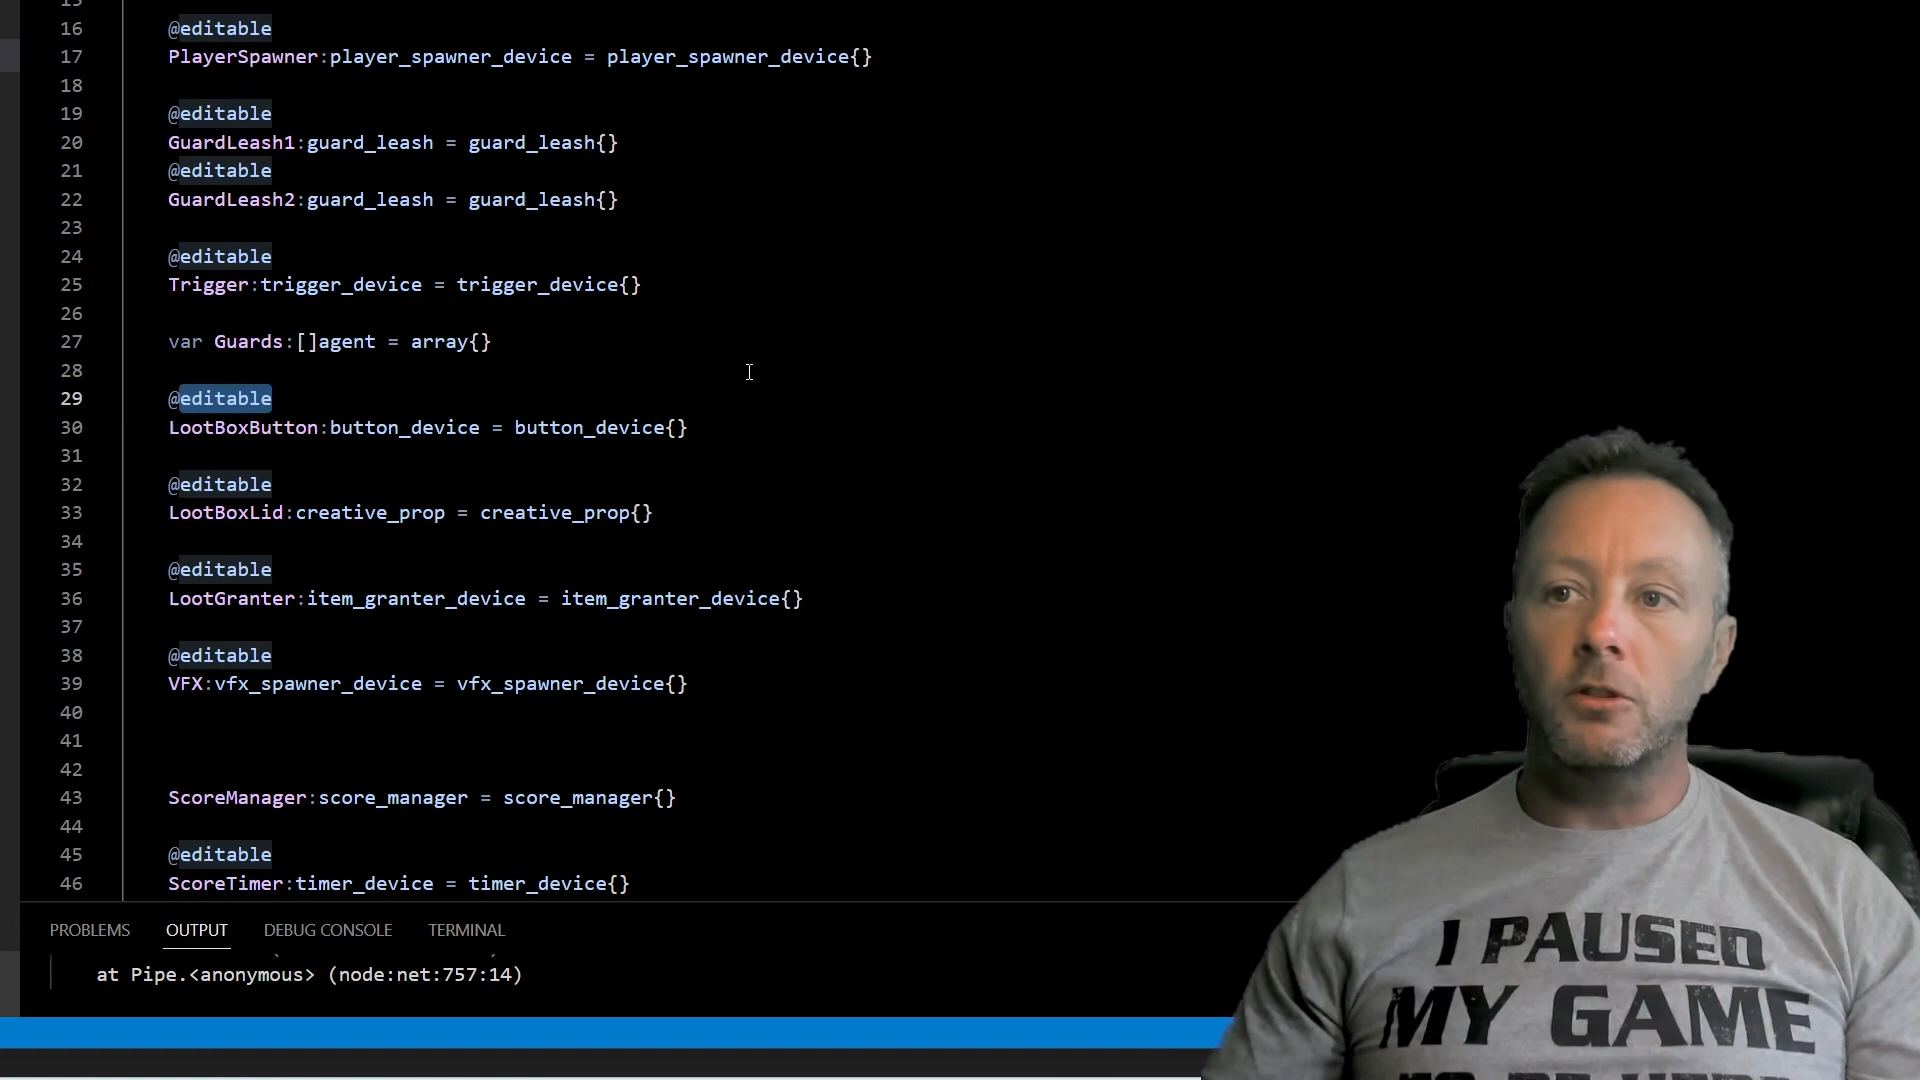 15
16 @editable
17 PlayerSpawner:player_spawner_device = player_spawner_device{}
18
19 @editable
20 GuardLeash1:guard_leash = guard_leash{}
21 @editable
22 GuardLeash2:guard_leash = guard_leash{}
23
24 @editable
25 Trigger:trigger_device = trigger_device{}
26
27 var Guards:[]agent = array{}
28
29 @editable
30 LootBoxButton:button_device = button_device{}
31
32 @editable
33 LootBoxLid:creative_prop = creative_prop{}
34
35 @editable
36 LootGranter:item_granter_device = item_granter_device{}
37
38 @editable
39 VFX:vfx_spawner_device = vfx_spawner_device{}
40
41
42
43 ScoreManager:score_manager = score_manager{}
44
45 @editable
46 ScoreTimer:timer_device = timer_device{}
PROBLEMS OUTPUT DEBUG CONSOLE TERMINAL
at Pipe.<anonymous> (node:net:757:14)
I PAUSED
MY GAME